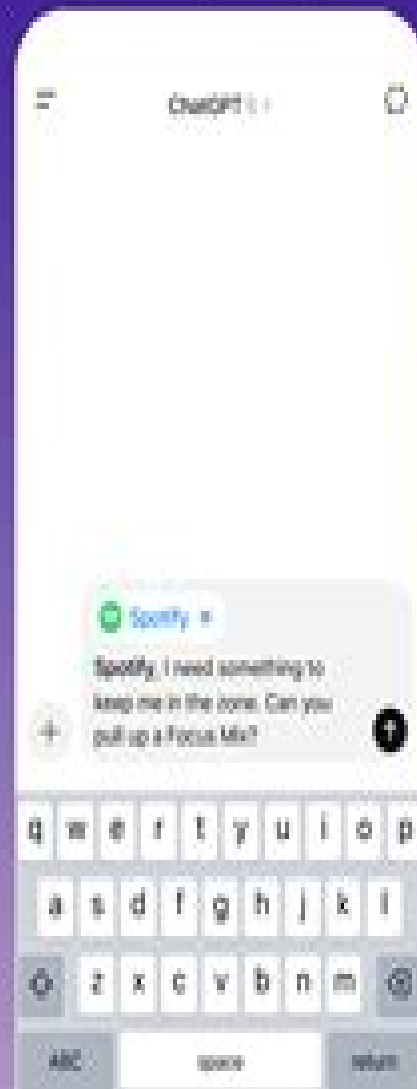 ChatGPT
Spotify
Spotify, I need something to
keep me in the zone. Can you
pull up a Focus Mix?
q w e r t y u i o p
a s d f g h j k l
z x c v b n m
ABC space return